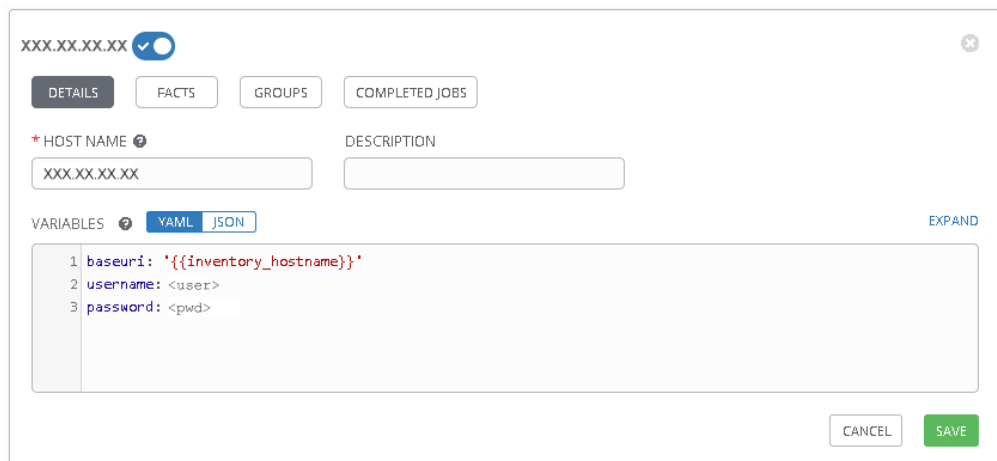 XXX.XX.XX.XX
DETAILS FACTS GROUPS COMPLETED JOBS
* HOST NAME ? DESCRIPTION
XXX.XX.XX.XX
VARIABLES ? YAML JSON EXPAND
1 baseuri: '{{inventory_hostname}}'
2 username: <user>
3 password: <pwd>
CANCEL SAVE